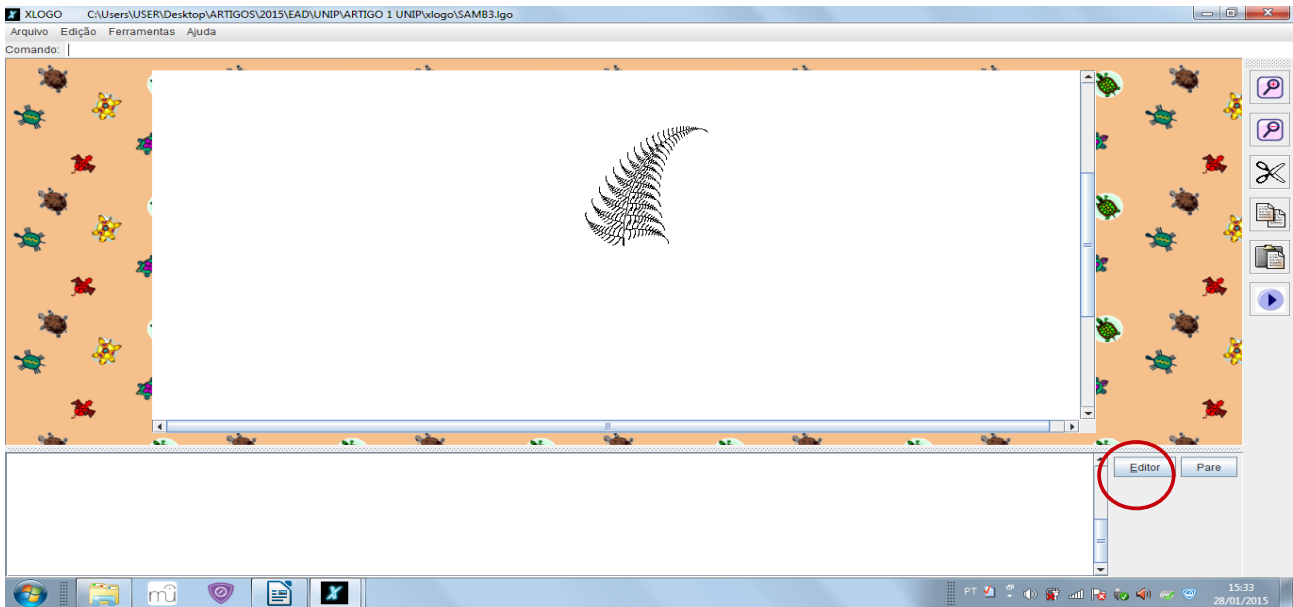 XLOGO C:\Users\USER\Desktop\ARTIGOS\2015\EAD\UNIP\ARTIGO 1 UNIP\xlogo\SAMB3.lgo
Arquivo Edição Ferramentas Ajuda
Comando:
Editor Pare
PT 15:33
28/01/2015